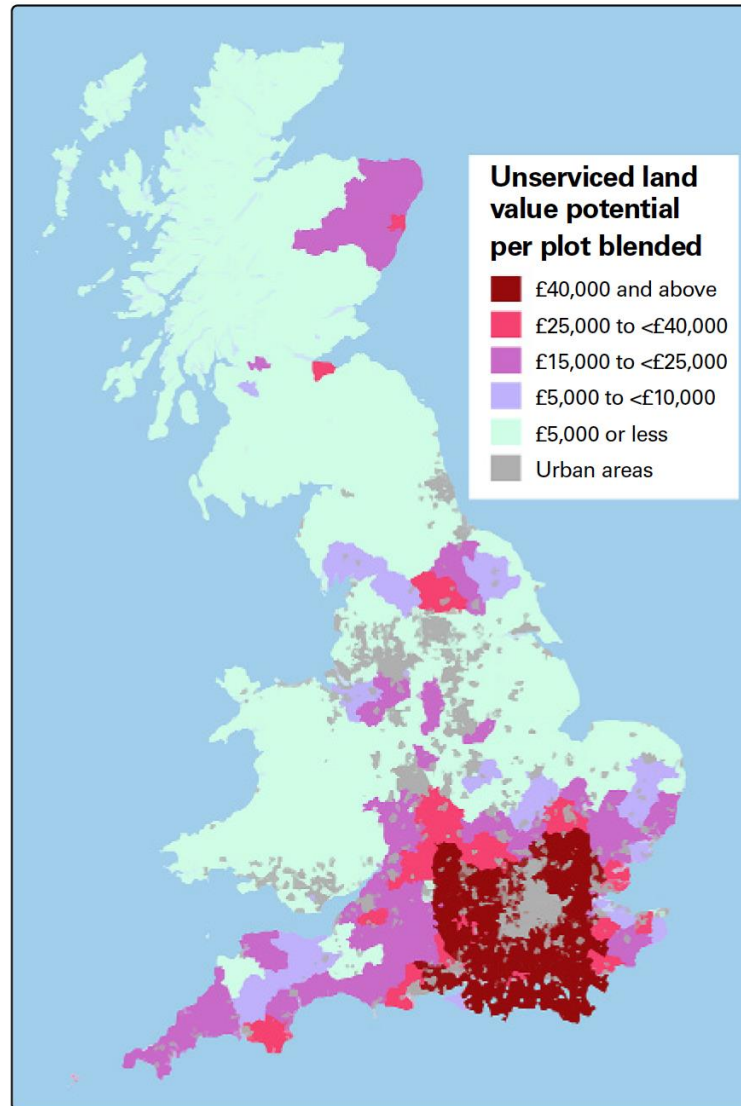 Unserviced land
value potential
per plot blended
£40,000 and above
£25,000 to <£40,000
£15,000 to <£25,000
£5,000 to <£10,000
£5,000 or less
Urban areas